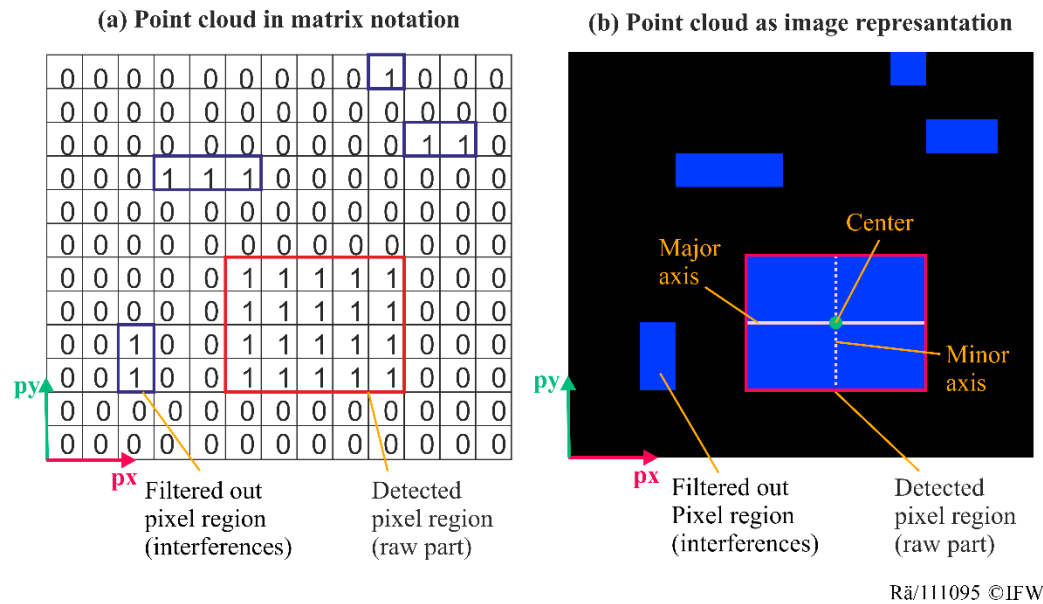 (a) Point cloud in matrix notation
0 0 0 0 0 0 0 0 0 1 0 0 0
0 0 0 0 0 0 0 0 0 0 0 0 0
0 0 0 0 0 0 0 0 0 0 1 1 0
0 0 0 1 1 1 0 0 0 0 0 0 0
0 0 0 0 0 0 0 0 0 0 0 0 0
0 0 0 0 0 0 0 0 0 0 0 0 0
0 0 0 0 0 1 1 1 1 1 0 0 0
0 0 0 0 0 1 1 1 1 1 0 0 0
0 0 1 0 0 1 1 1 1 1 0 0 0
0 0 1 0 0 1 1 1 1 1 0 0 0
0 0 0 0 0 0 0 0 0 0 0 0 0
0 0 0 0 0 0 0 0 0 0 0 0 0
py
px
Filtered out
pixel region
(interferences)
Detected
pixel region
(raw part)
(b) Point cloud as image represantation
Center
Major
axis
Minor
axis
py
px
Filtered out
Pixel region
(interferences)
Detected
pixel region
(raw part)
Rä/111095 ©IFW